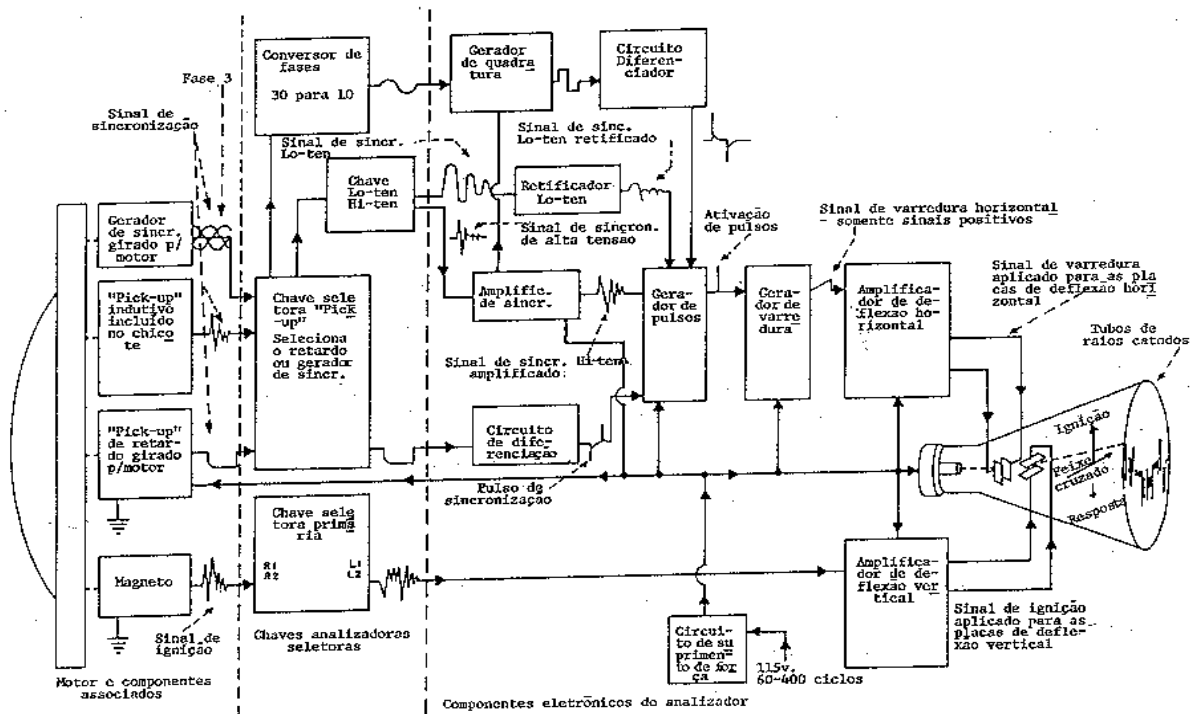 Fase 3
Sinal de
sincronização
Conversor de
fases
30 para LO
Gerador
de quadra
tura
Circuito
Diferen-
ciador
Sinal de sincr.
Lo-ten
Sinal de sinc.
Lo-ten retificado
Chave
Lo-ten
Hi-ten
Retificador
Lo-ten
Sinal de sincron.
de alta tensao
Ativação
de pulsos
Sinal de varredura horizontal
- somente sinais positivos
Gerador
de sincr.
girado p/
motor
"Pick-up"
indutivo
incluido
no chico
te
"Pick-up"
de retar-
do girado
p/motor
Magneto
Sinal de
ignição
Motor e componentes
associados
Chave sele
tora "Pick
-up"
Seleciona
o retardo
ou gerador
de sincr.
Amplific.
de sincr.
Sinal de sincr. Hi-ten
amplificado:
Gerador
de pulsos
Gera-
dor de
varre-
dura
Amplifica-
dor de de-
flexão ho-
rizontal
Sinal de varredura
aplicado para as pla
cas de deflexão hori
zontal
Tubos de
raios catodos
Circuito
de dife-
renciação
Pulso de
sincronização
Ignição
Feixe
cruzado
Resposta
Chave sele
tora primá
ria
R1
R2
L1
L2
Chaves analizadoras
seletoras
Amplifica-
dor de de-
flexão ver
tical
Sinal de ignição
aplicado para as
placas de defle-
xão vertical
Circui-
to de su
primen-
to de for
ça
115v.
60-400 ciclos
Componentes eletrônicos do analizador